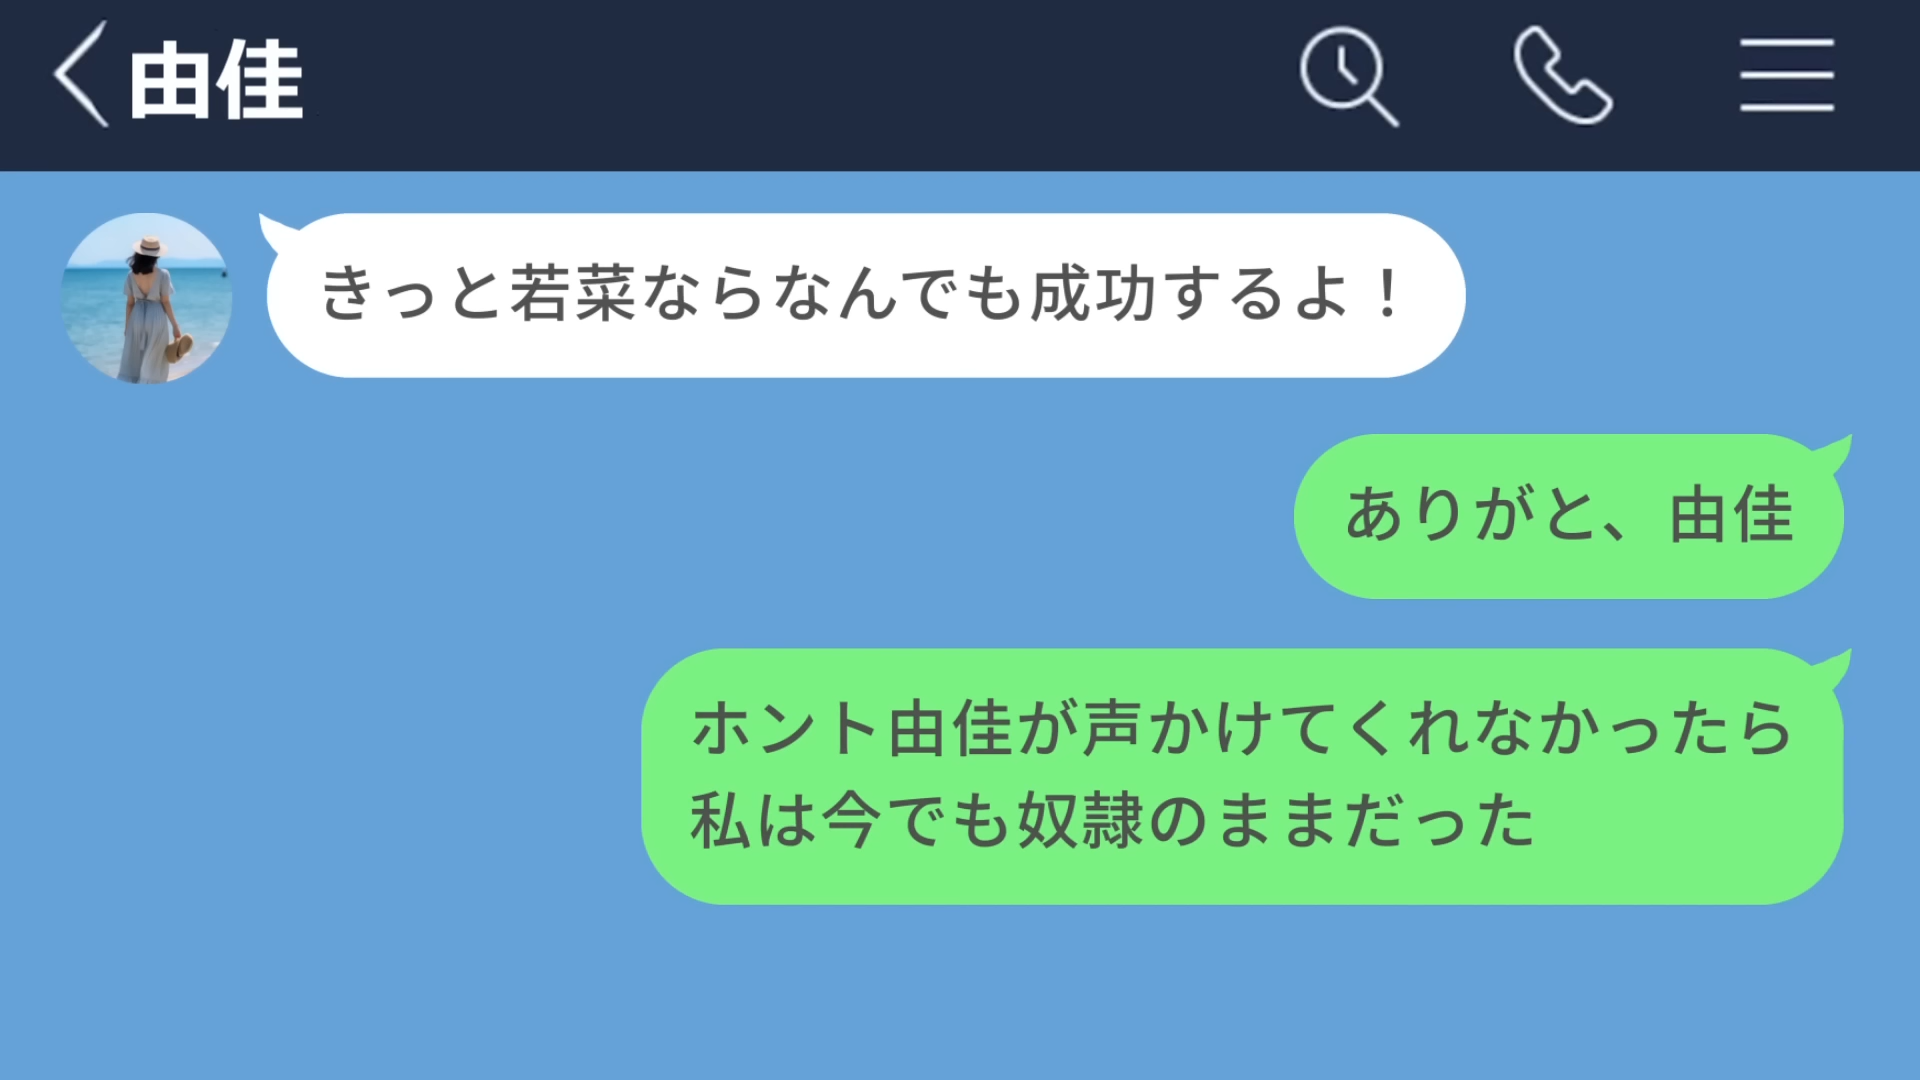 由佳
きっと若菜ならなんでも成功するよ！
ありがと、由佳
ホント由佳が声かけてくれなかったら
私は今でも奴隷のままだった